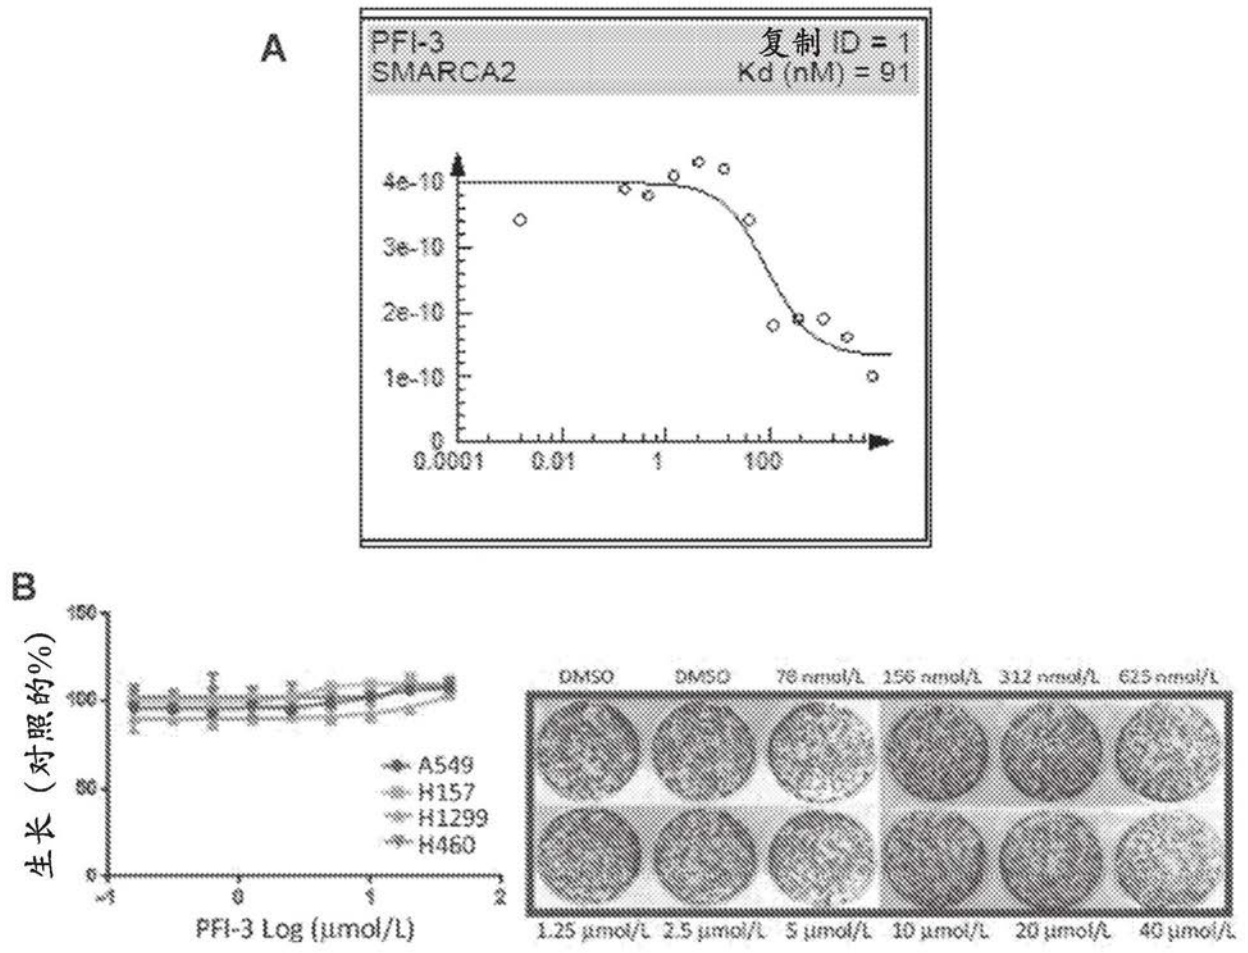 A
PFI-3 复制 ID = 1
SMARCA2 Kd (nM) = 91
4e-10
3e-10
2e-10
1e-10
0
0.0001 0.01 1 100
B
生长（对照的%）
150
100
50
0
-1 0 1 2
PFI-3 Log (μmol/L)
A549
H157
H1299
H460
DMSO DMSO 78 nmol/L 156 nmol/L 312 nmol/L 625 nmol/L
1.25 μmol/L 2.5 μmol/L 5 μmol/L 10 μmol/L 20 μmol/L 40 μmol/L